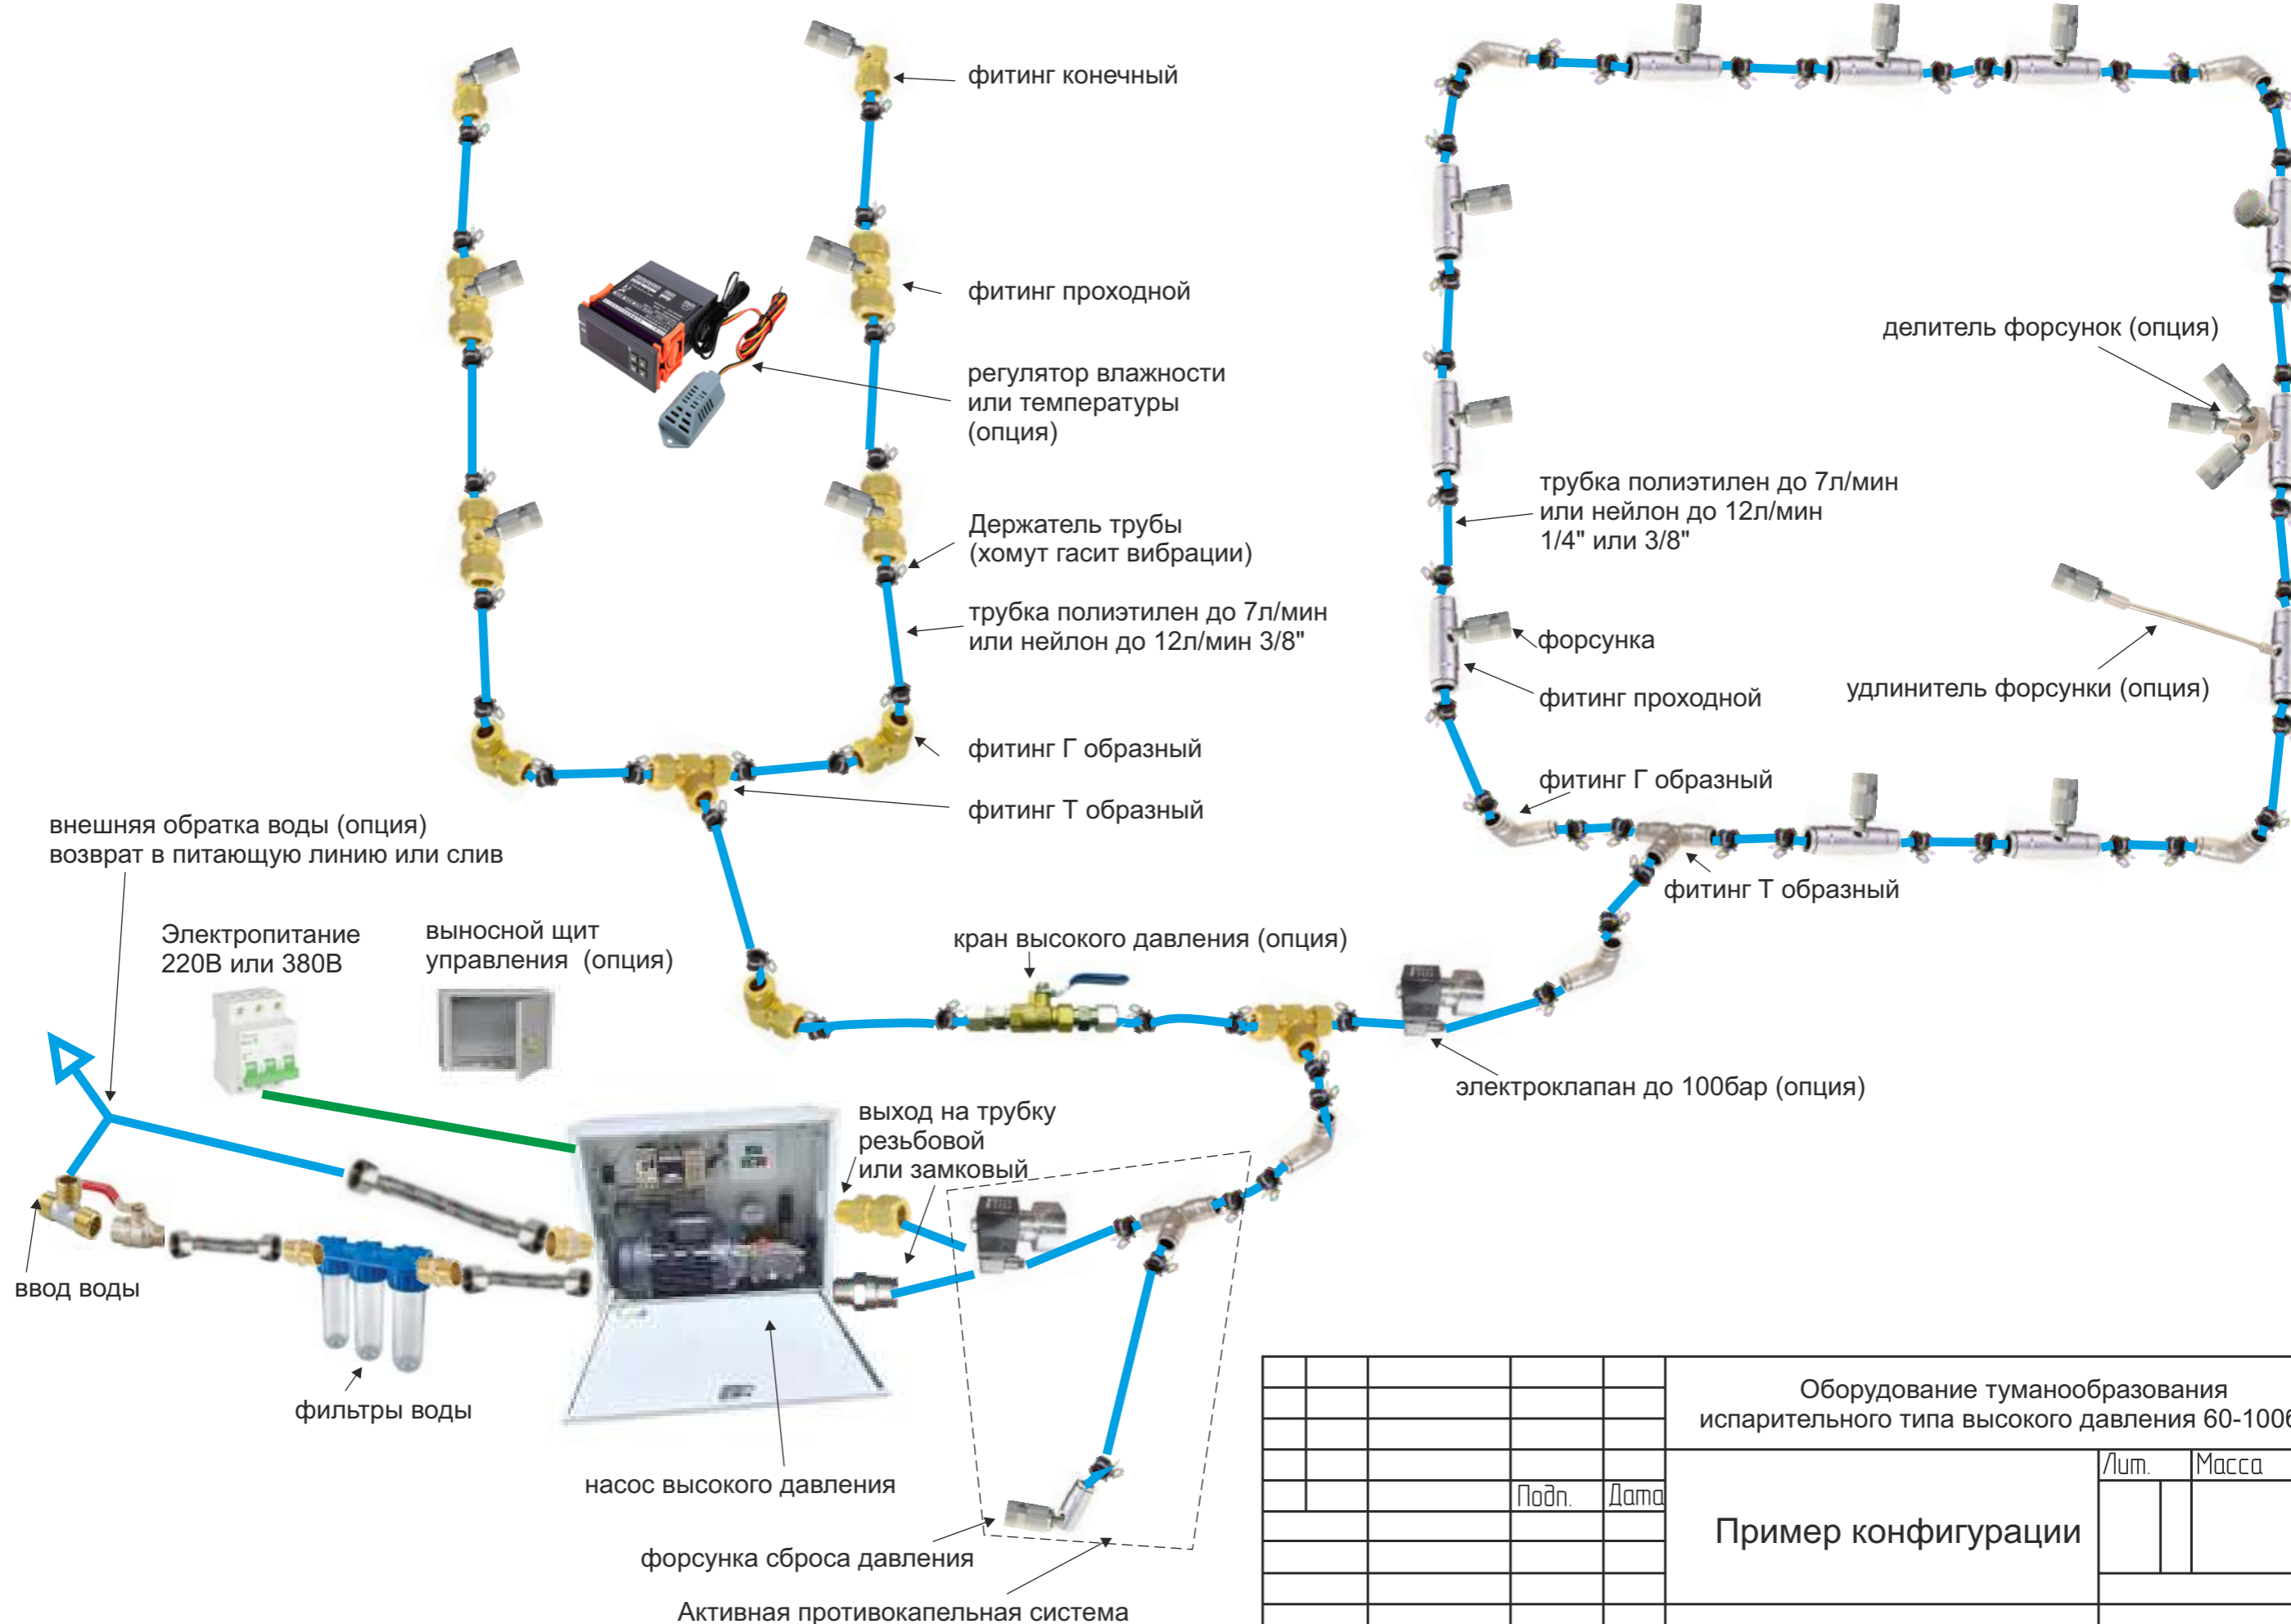 фитинг конечный
фитинг проходной
регулятор влажности
или температуры
(опция)
Держатель трубы
(хомут гасит вибрации)
трубка полиэтилен до 7л/мин
или нейлон до 12л/мин 3/8"
фитинг Г образный
фитинг Т образный
делитель форсунок (опция)
трубка полиэтилен до 7л/мин
или нейлон до 12л/мин
1/4" или 3/8"
форсунка
фитинг проходной
удлинитель форсунки (опция)
фитинг Г образный
фитинг Т образный
внешняя обратка воды (опция)
возврат в питающую линию или слив
Электропитание
220В или 380В
выносной щит
управления (опция)
кран высокого давления (опция)
электроклапан до 100бар (опция)
выход на трубку
резьбовой
или замковый
ввод воды
фильтры воды
насос высокого давления
форсунка сброса давления
Активная противокапельная система
Оборудование туманообразования
испарительного типа высокого давления 60-100б
Лит. Масса
Подп. Дата
Пример конфигурации